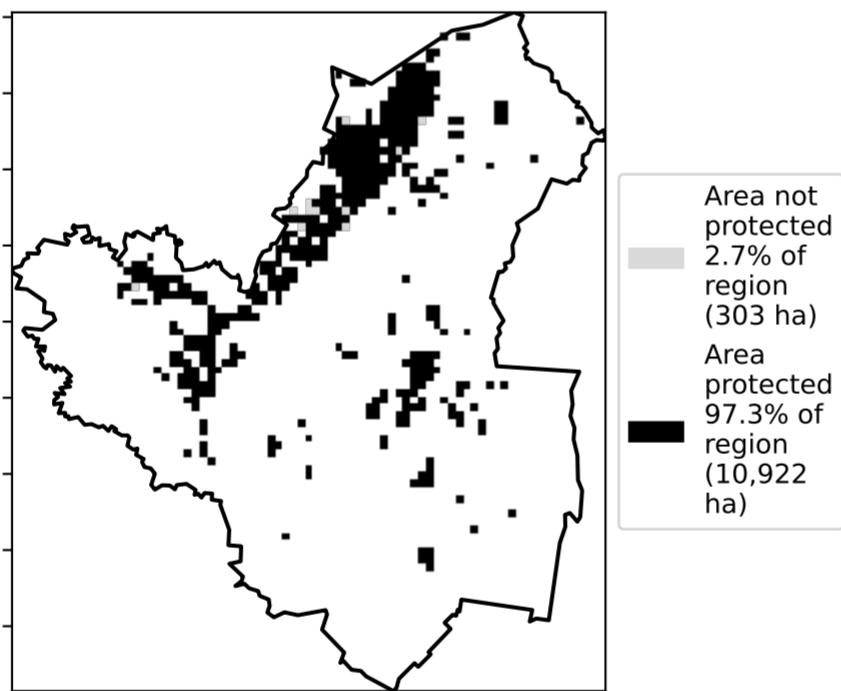 Area not
protected
2.7% of
region
(303 ha)
Area
protected
97.3% of
region
(10,922
ha)